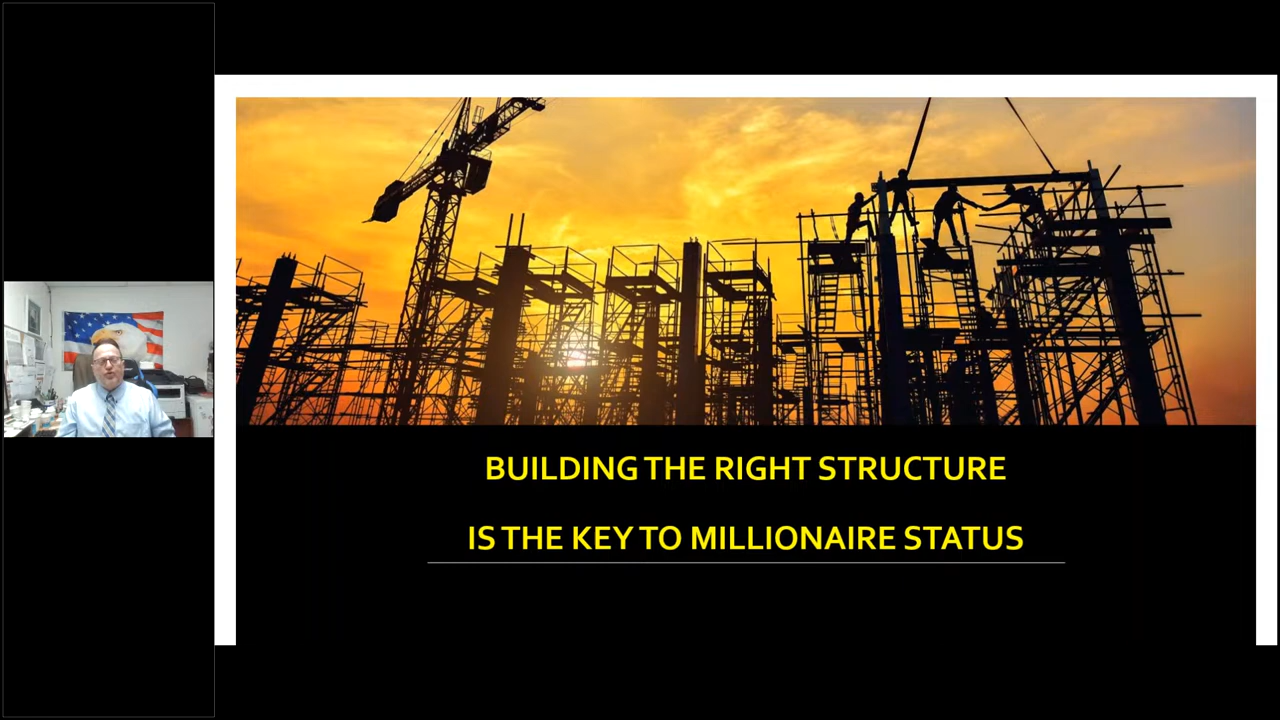 BUILDING THE RIGHT STRUCTURE
IS THE KEY TO MILLIONAIRE STATUS